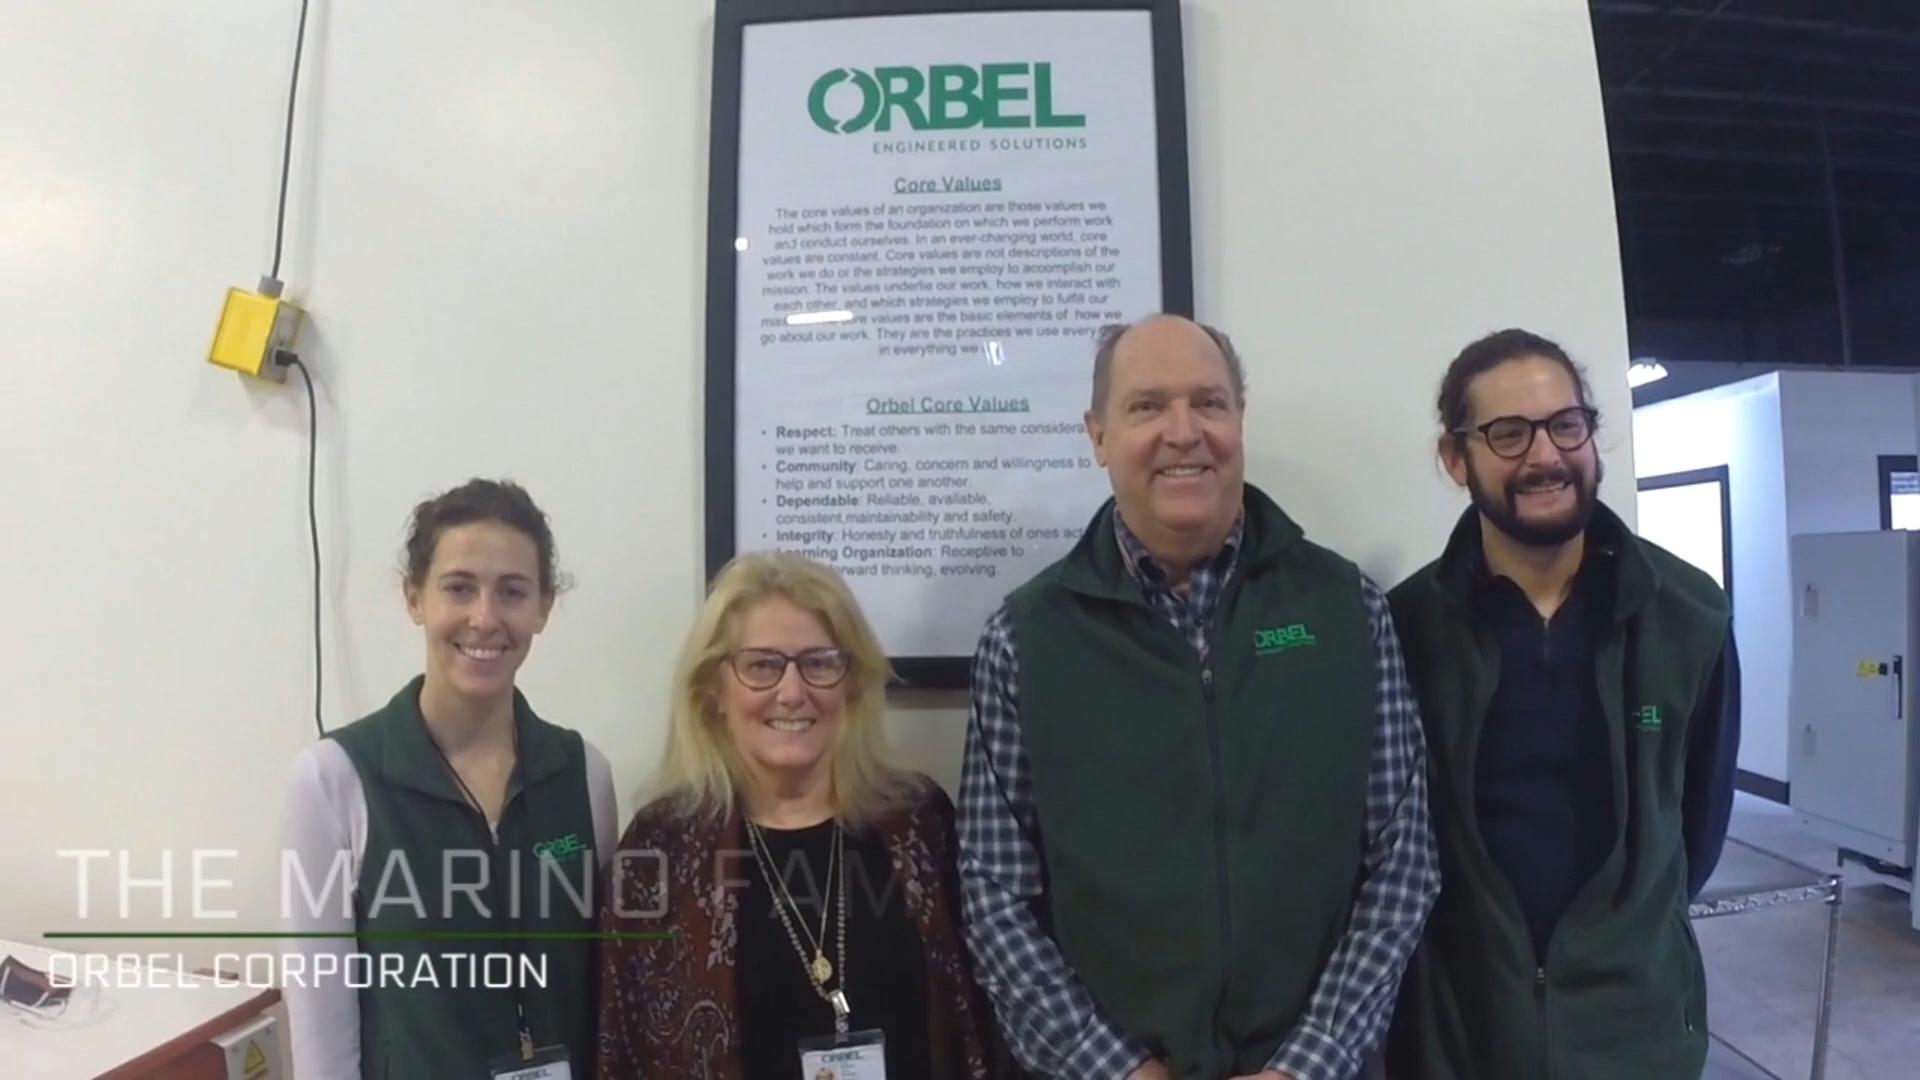 ORBEL
ENGINEERED SOLUTIONS
Core Values
The core values of an organization are those values we
hold which form the foundation on which we perform work
and conduct ourselves. In an ever-changing world, core
values are constant. Core values are not descriptions of the
work we do or the strategies we employ to accomplish our
mission. The values underlie our work, how we interact with
each other, and which strategies we employ to fulfill our
values are the basic elements of how we
go about our work. They are the practices we use every
in everything we
Orbel Core Values
• Respect: Treat others with the same
we want to receive.
• Community: Caring, concern and willingness to
help and support one another.
• Dependable: Reliable, available,
consistent,maintainability and safety.
• Integrity: Honesty and truthfulness of ones
• Learning Organization: Receptive to
forward thinking, evolving.
ORBEL
ORBEL
ORBEL
ORBEL
THE MARINO FAM
ORBEL CORPORATION